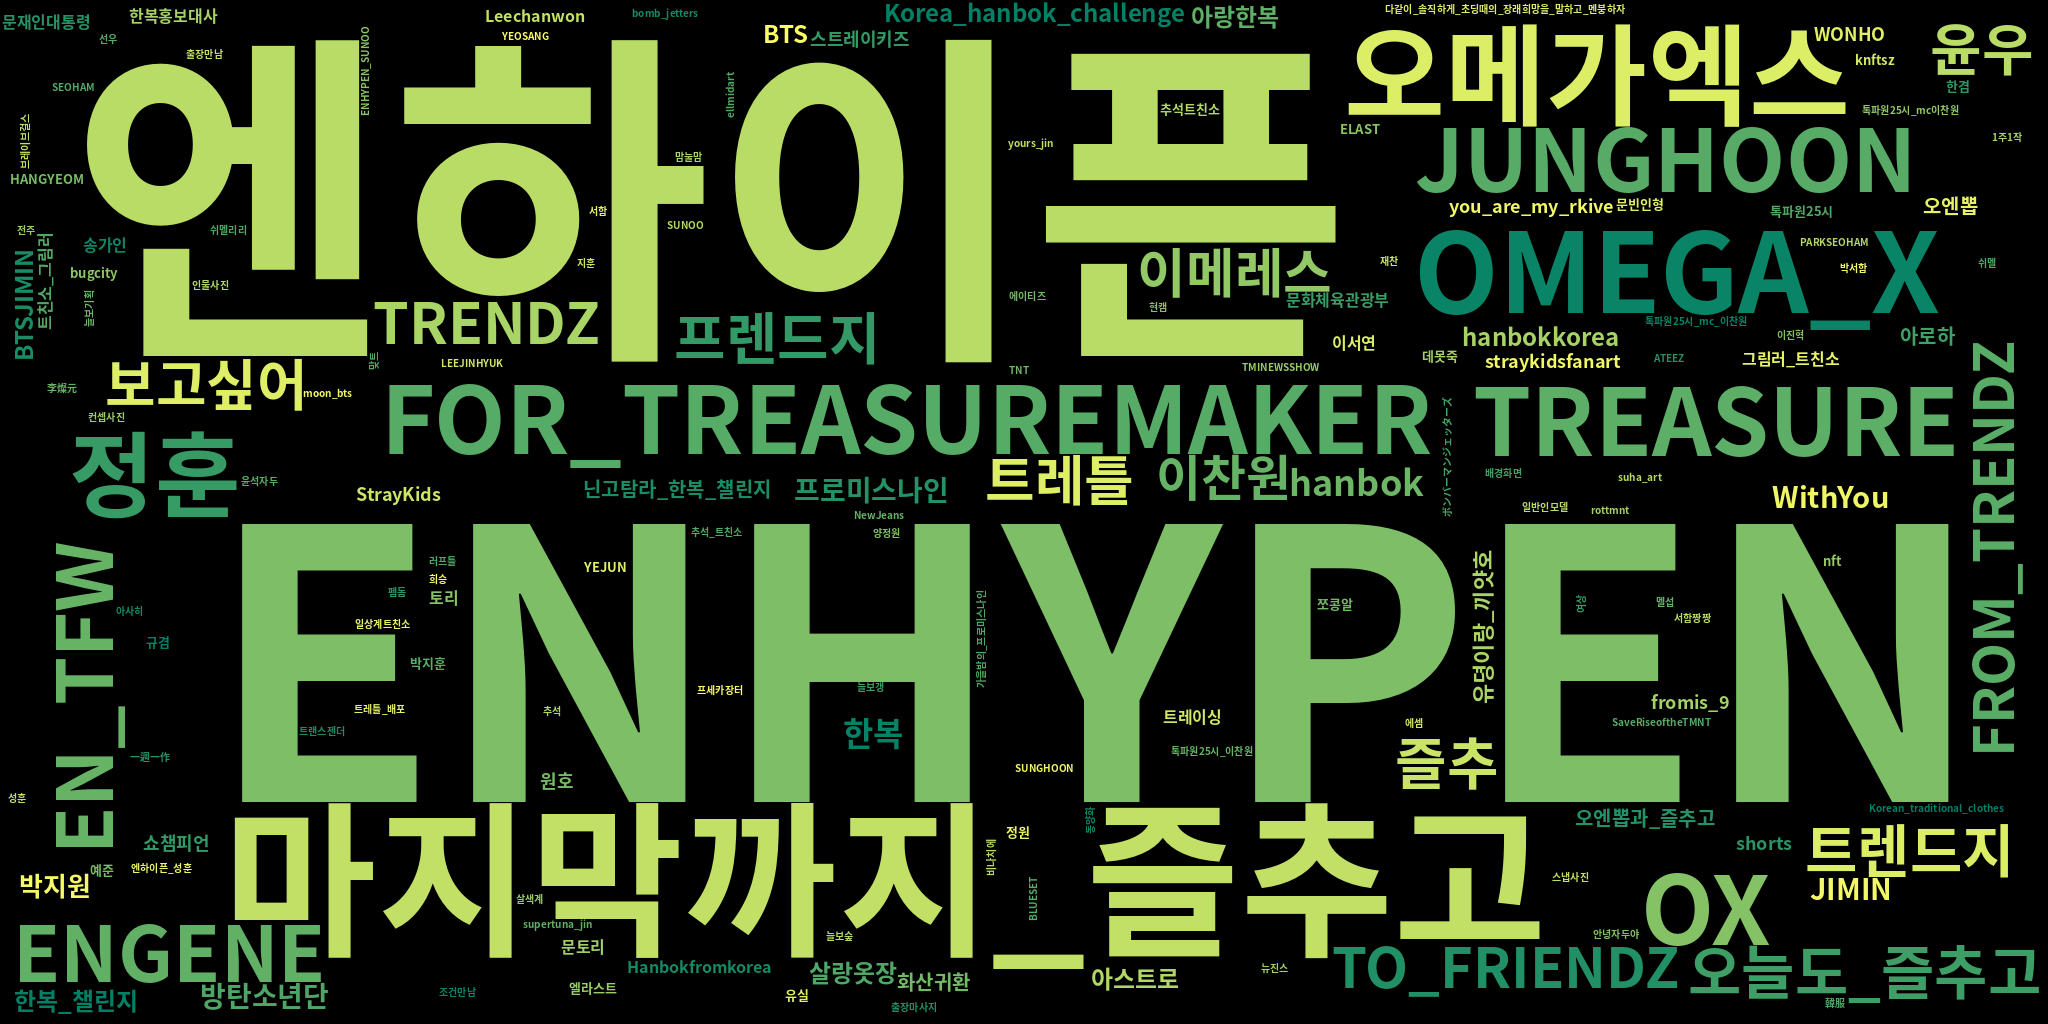 문재인대통령
한복홍보대사
Leechanwon
bomb_jetters
Korea_hanbok_challenge
아랑한복
다같이_솔직하게_초딩때의_장래희망을_말하고_멘붕하자
선우
출장만남
YEOSANG
BTS
스트레이키즈
오메가엑스
WONHO
윤우
knftsz
SEOHAM
ENHYPEN_SUNOO
ellmidart
엔하이픈
추석트친소
한겸
톡파원25시_mc이찬원
브레이브걸스
ELAST
1주1작
yours_jin
맘눌맘
JUNGHOON
HANGYEOM
서함
SUNOO
you_are_my_rkive
문빈인형
톡파원25시
오엔뽑
전주
쉬멜리리
송가인
트친소_그림러
BTSJIMIN
bugcity
지훈
이메레스
재찬
OMEGA_X
PARKSEOHAM
박서함
쉬멜
인물사진
늘보기획
에이티즈
현캠
문화체육관광부
TRENDZ
프렌드지
톡파원25시_mc_이찬원
hanbokkorea
이진혁
아로하
이서연
데못죽
straykidsfanart
ATEEZ
그림러_트친소
맞트
LEEJINHYUK
TNT
TMINEWSSHOW
보고싶어
moon_bts
李燦元
컨셉사진
FOR_TREASUREMAKER
TREASURE
FROM_TRENDZ
ボンバーマンジェッターズ
정훈
윤석자두
StrayKids
닌고탐라_한복_챌린지
프로미스나인
트레틀
이찬원
hanbok
배경화면
suha_art
WithYou
NewJeans
일반인모델
rottmnt
추석_트친소
양정원
ENHYPEN
EN_TFW
러프틀
희승
YEJUN
펨돔
토리
가을밤의_프로미스나인
쪼콩알
유덩이랑_끼얏호
nft
여상
멜섭
서함짱짱
아사히
일상계트친소
규겸
박지훈
프세카장터
늘보갱
트레틀_배포
추석
한복
트레이싱
에셈
fromis_9
SaveRiseoftheTMNT
트랜스젠더
一週一作
톡파원25시_이찬원
즐추
SUNGHOON
원호
성훈
마지막까지_즐추고
동양화
오엔뽑과_즐추고
Korean_traditional_clothes
쇼챔피언
정원
shorts
트렌드지
예준
엔하이픈_성훈
비나치에
박지원
스냅사진
OX
JIMIN
BLUESET
살색계
supertuna_jin
ENGENE
문토리
늘보숲
안녕자두야
Hanbokfromkorea
살랑옷장
화산귀환
아스트로
뉴진스
TO_FRIENDZ
오늘도_즐추고
한복_챌린지
방탄소년단
조건만남
엘라스트
유실
출장마사지
韓服